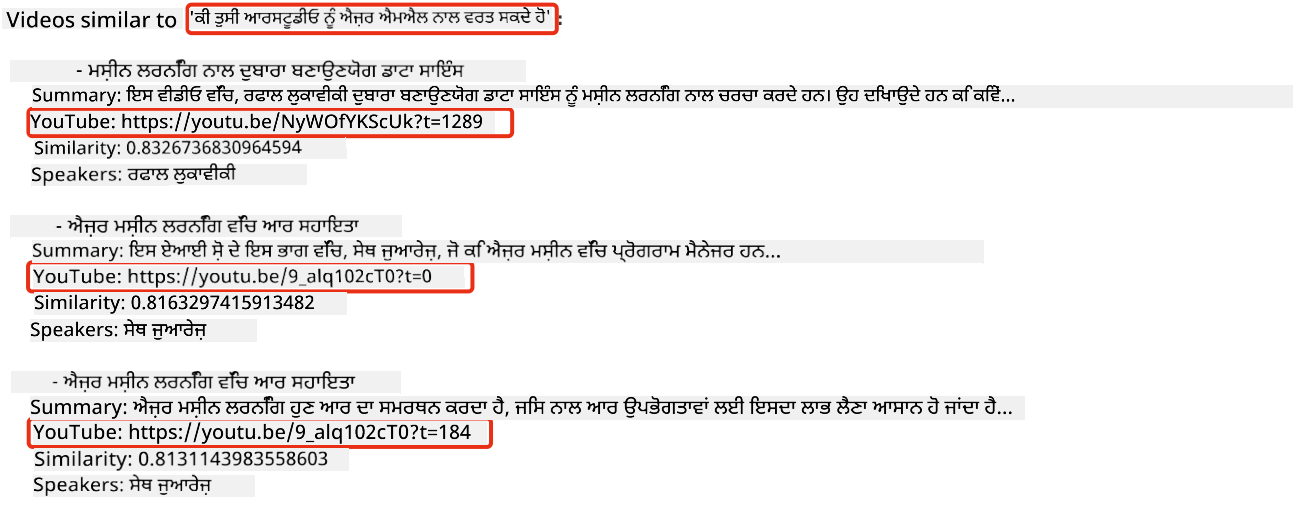 Videos similar to 'ਕੀ ਤੁਸੀ ਆਰਸਟੂਡੀਓ ਨੂੰ ਐਜ਼ਰ ਐਮਐਲ ਨਾਲ ਵਰਤ ਸਕਦੇ ਹੋ':
- ਮਸ਼ੀਨ ਲਰਨਿੰਗ ਨਾਲ ਦੁਬਾਰਾ ਬਣਾਉਣਯੋਗ ਡਾਟਾ ਸਾਇੰਸ
Summary: ਇਸ ਵੀਡੀਓ ਵਿੱਚ, ਰਫਾਲ ਲੁਕਾਵੀਕੀ ਦੁਬਾਰਾ ਬਣਾਉਣਯੋਗ ਡਾਟਾ ਸਾਇੰਸ ਨੂੰ ਮਸ਼ੀਨ ਲਰਨਿੰਗ ਨਾਲ ਚਰਚਾ ਕਰਦੇ ਹਨ। ਉਹ ਦਿਖਾਉਂਦੇ ਹਨ ਕਿ ਕਿਵੇਂ...
YouTube: https://youtu.be/NyWOfYKScUk?t=1289
Similarity: 0.8326736830964594
Speakers: ਰਫਾਲ ਲੁਕਾਵੀਕੀ
- ਐਜ਼ਰ ਮਸ਼ੀਨ ਲਰਨਿੰਗ ਵਿੱਚ ਆਰ ਸਹਾਇਤਾ
Summary: ਇਸ ਏਆਈ ਸ਼ੋ ਦੇ ਇਸ ਭਾਗ ਵਿੱਚ, ਸੇਥ ਜੁਆਰੇਜ਼, ਜੋ ਕਿ ਐਜ਼ਰ ਮਸ਼ੀਨ ਵਿੱਚ ਪ੍ਰੋਗਰਾਮ ਮੈਨੇਜਰ ਹਨ...
YouTube: https://youtu.be/9_alq102cT0?t=0
Similarity: 0.8163297415913482
Speakers: ਸੇਥ ਜੁਆਰੇਜ਼
- ਐਜ਼ਰ ਮਸ਼ੀਨ ਲਰਨਿੰਗ ਵਿੱਚ ਆਰ ਸਹਾਇਤਾ
Summary: ਐਜ਼ਰ ਮਸ਼ੀਨ ਲਰਨਿੰਗ ਹੁਣ ਆਰ ਦਾ ਸਮਰਥਨ ਕਰਦਾ ਹੈ, ਜਿਸ ਨਾਲ ਆਰ ਉਪਭੋਗਤਾਵਾਂ ਲਈ ਇਸਦਾ ਲਾਭ ਲੈਣਾ ਆਸਾਨ ਹੋ ਜਾਂਦਾ ਹੈ...
YouTube: https://youtu.be/9_alq102cT0?t=184
Similarity: 0.8131143983558603
Speakers: ਸੇਥ ਜੁਆਰੇਜ਼